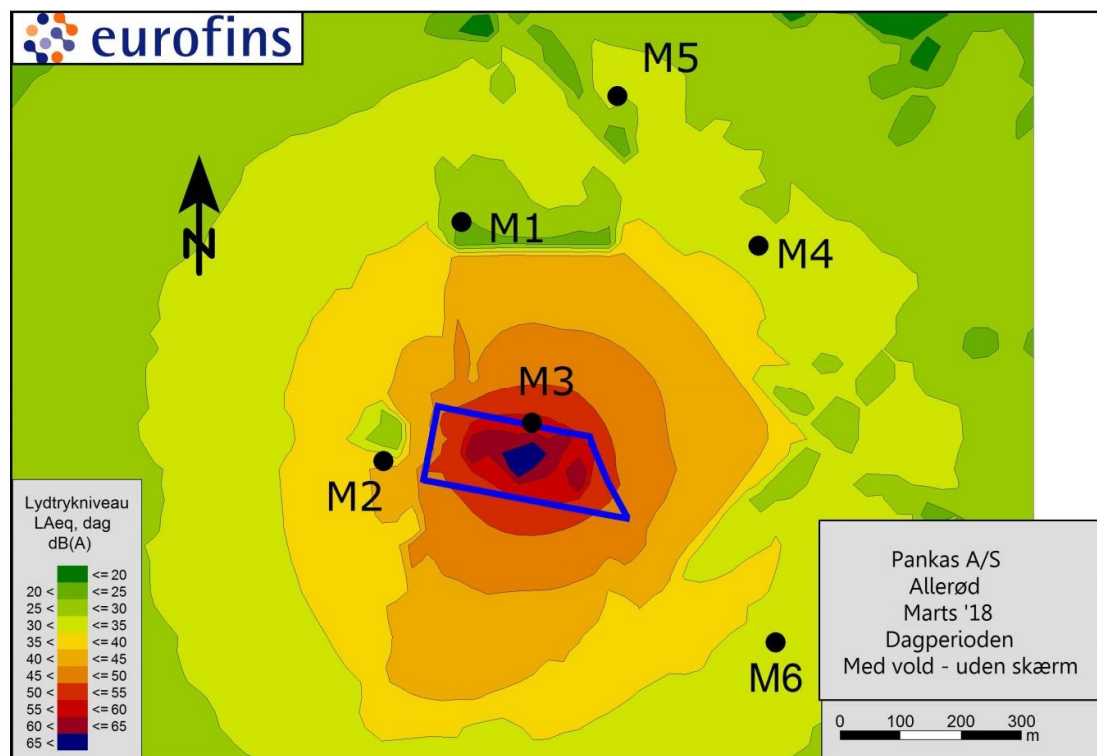 eurofins
M5
N
M1
M4
M3
M2
M6
Lydtrykniveau
LAeq, dag
dB(A)
<= 20
20 < <= 25
25 < <= 30
30 < <= 35
35 < <= 40
40 < <= 45
45 < <= 50
50 < <= 55
55 < <= 60
60 < <= 65
65 <
Pankas A/S
Allerød
Marts '18
Dagperioden
Med vold - uden skærm
0 100 200 300
m